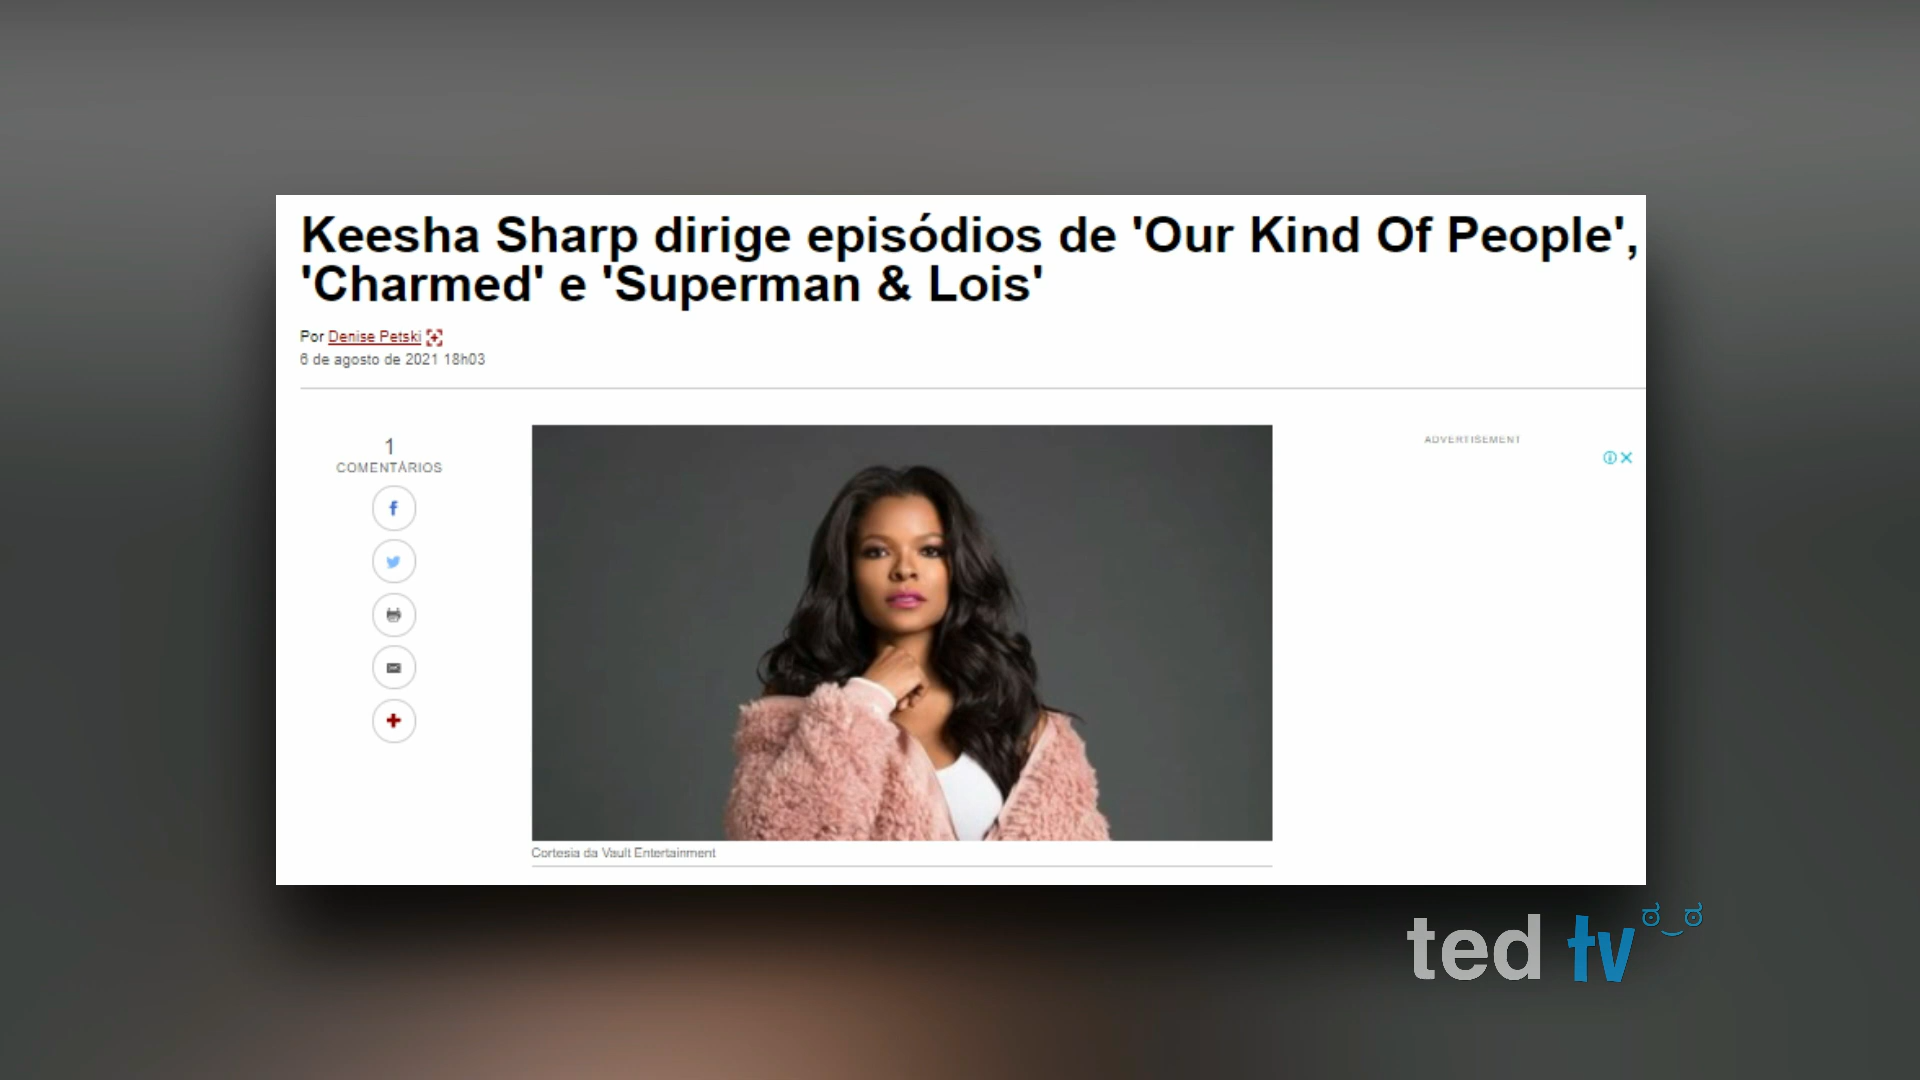 Keesha Sharp dirige episódios de 'Our Kind Of People',
'Charmed' e 'Superman & Lois'
Por Denise Petski
6 de agosto de 2021 18h03
1
COMENTÁRIOS
ADVERTISEMENT
Cortesia da Vault Entertainment
ted tv ಠ‿ಠ